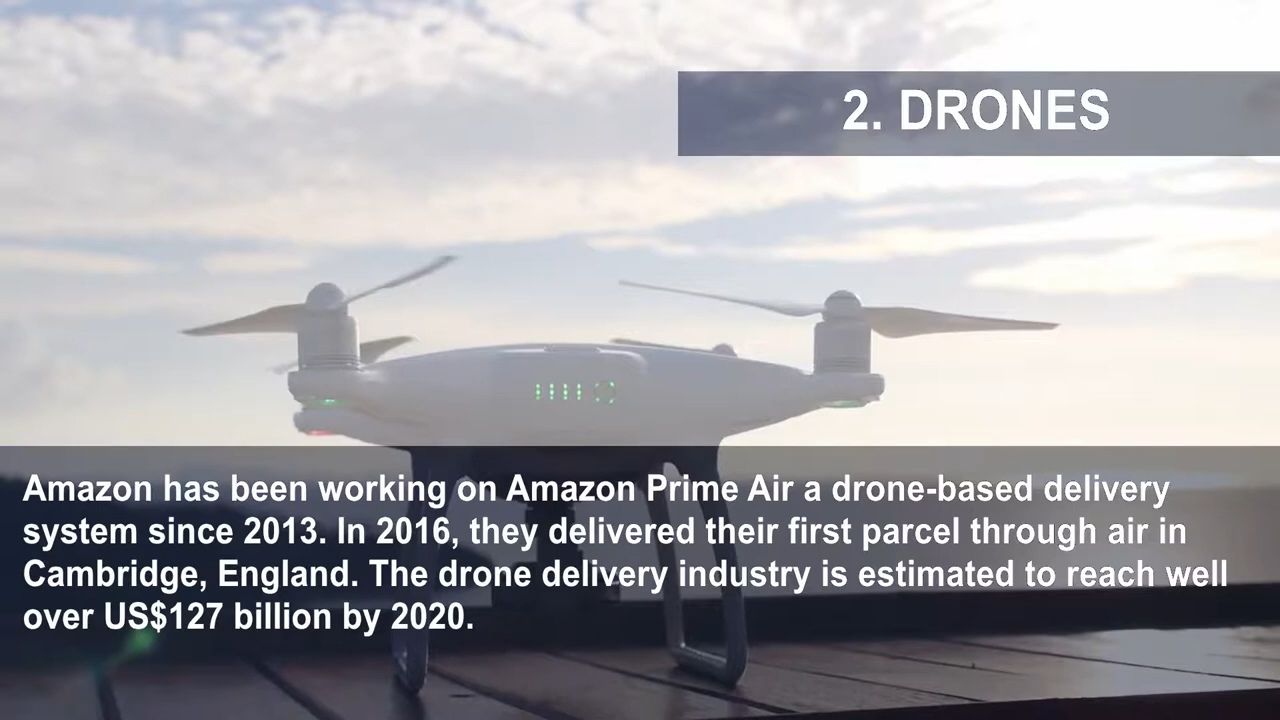 2. DRONES
Amazon has been working on Amazon Prime Air a drone-based delivery
system since 2013. In 2016, they delivered their first parcel through air in
Cambridge, England. The drone delivery industry is estimated to reach well
over US$127 billion by 2020.